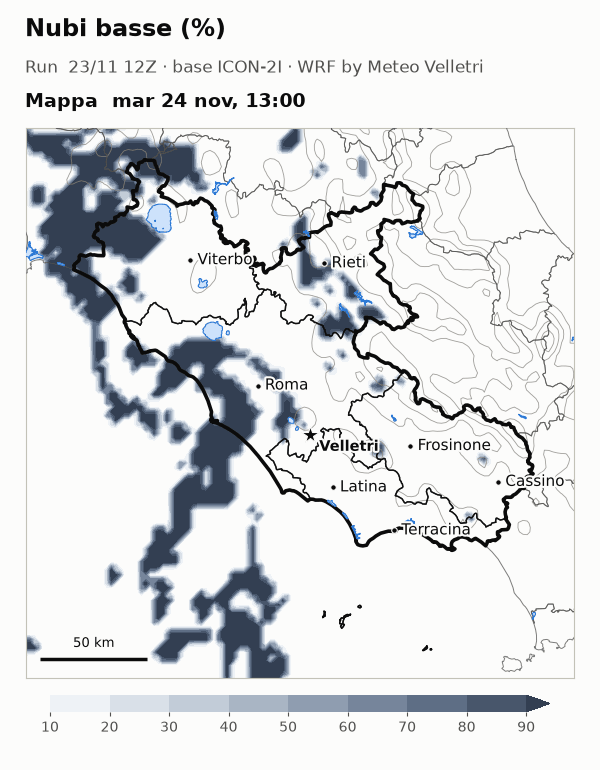 Nubi basse (%)
Run  23/11 12Z · base ICON-2I · WRF by Meteo Velletri
Mappa  mar 24 nov, 13:00
Viterbo
Rieti
Roma
Velletri
Frosinone
Cassino
Latina
Terracina
50 km
10 20 30 40 50 60 70 80 90